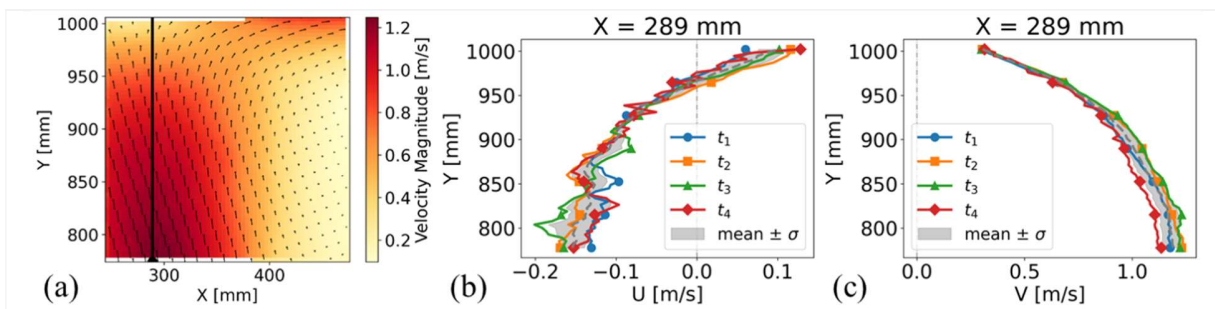 1000
950
900
850
800
Y [mm]
300
400
X [mm]
1.2
1.0
0.8
0.6
0.4
0.2
Velocity Magnitude [m/s]
(a)
X = 289 mm
1000
950
900
850
800
Y [mm]
t1
t2
t3
t4
mean ± σ
−0.2
−0.1
0.0
0.1
U [m/s]
(b)
X = 289 mm
1000
950
900
850
800
Y [mm]
t1
t2
t3
t4
mean ± σ
0.0
0.5
1.0
V [m/s]
(c)